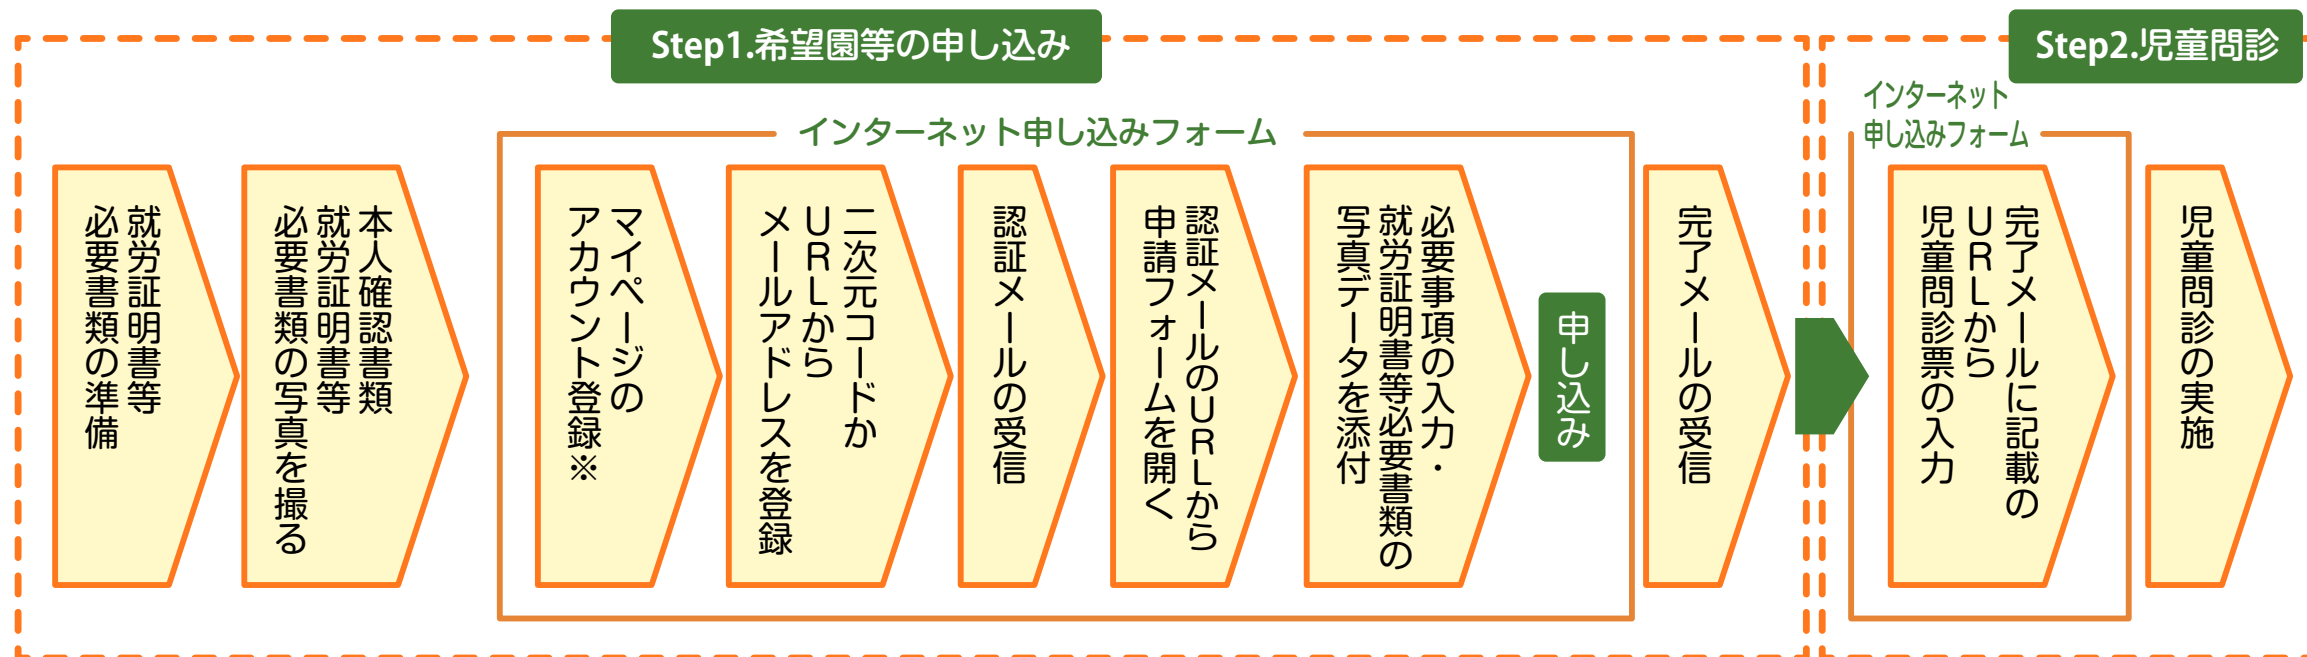 Step1.希望園等の申し込み
就労証明書等
必要書類の準備
本人確認書類
就労証明書等
必要書類の写真を撮る
インターネット申し込みフォーム
マイページの
アカウント登録※
二次元コードか
URLから
メールアドレスを登録
認証メールの受信
認証メールのURLから
申請フォームを開く
必要事項の入力・
就労証明書等必要書類の
写真データを添付
申し込み
完了メールの受信
Step2.児童問診
インターネット
申し込みフォーム
完了メールに記載の
URLから
児童問診票の入力
児童問診の実施